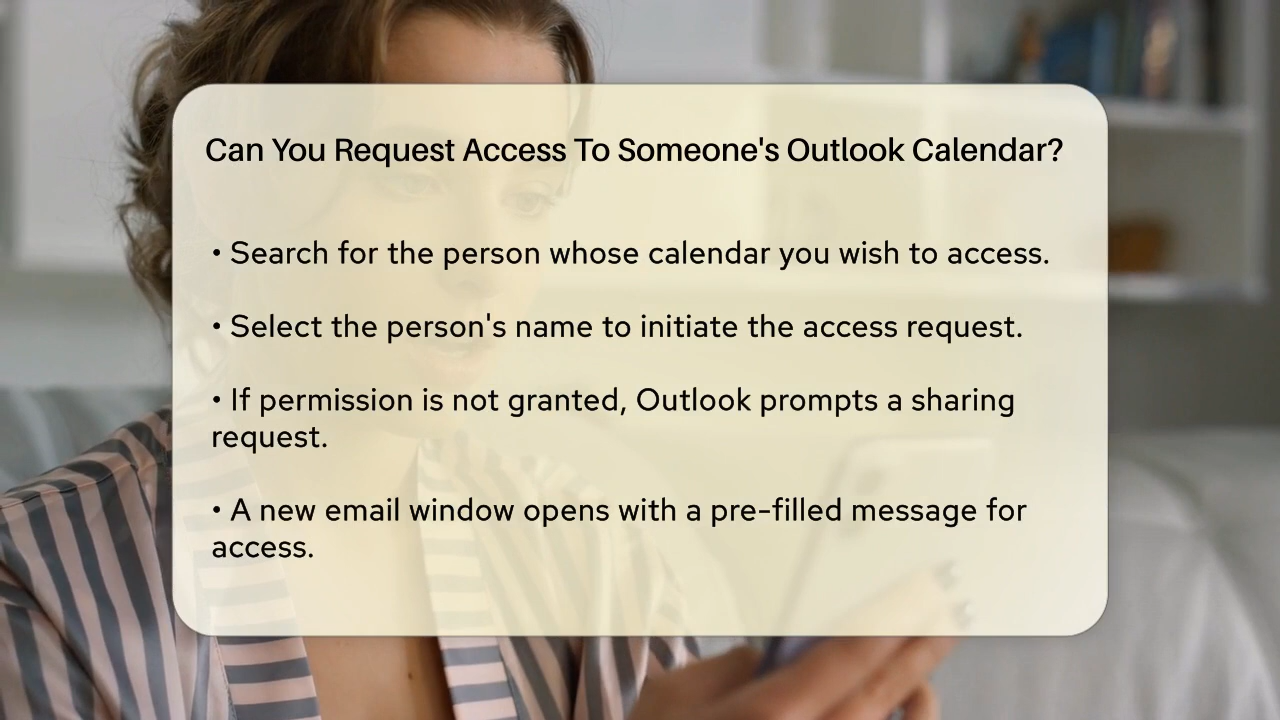 Can You Request Access To Someone's Outlook Calendar?
• Search for the person whose calendar you wish to access.
• Select the person's name to initiate the access request.
• If permission is not granted, Outlook prompts a sharing
request.
• A new email window opens with a pre-filled message for
access.